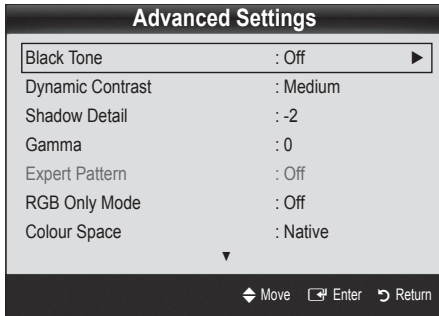 Advanced Settings
Black Tone : Off ▶
Dynamic Contrast : Medium
Shadow Detail : -2
Gamma : 0
Expert Pattern : Off
RGB Only Mode : Off
Colour Space : Native
▼
Move Enter Return